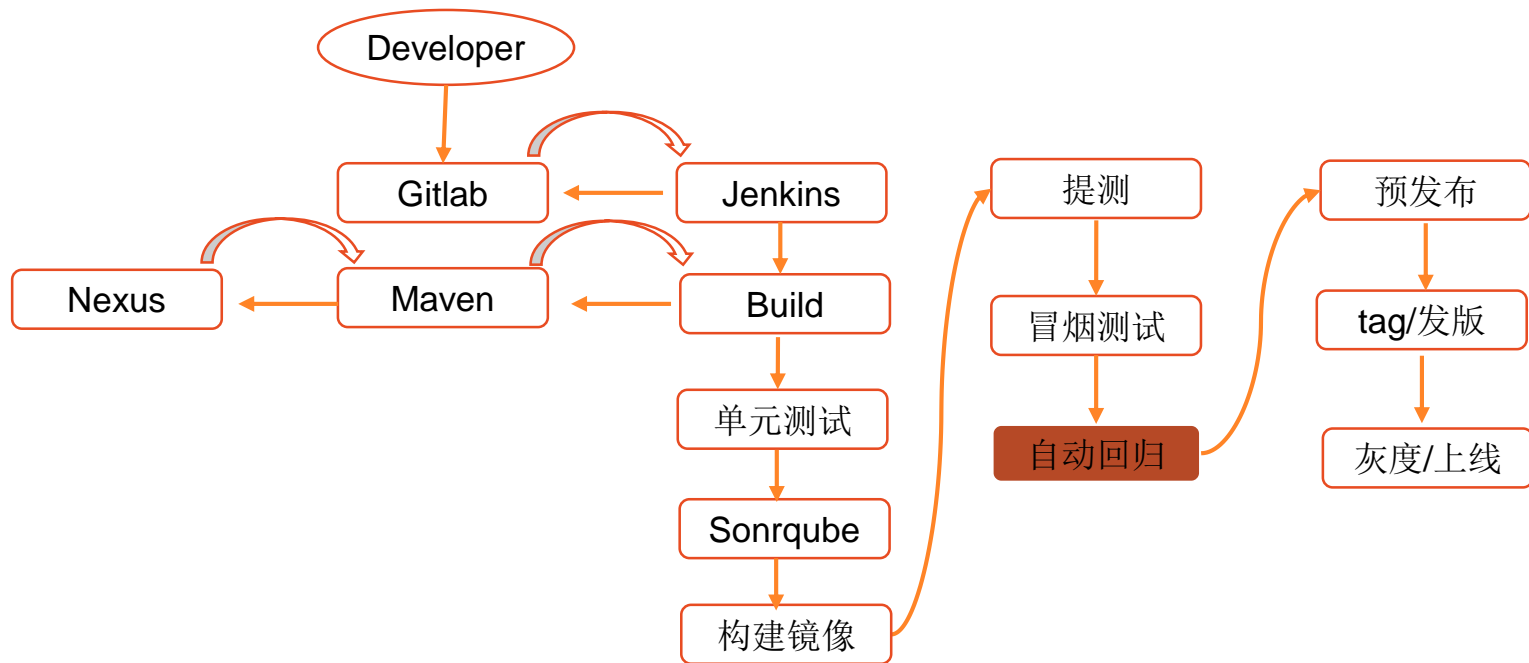 Developer
Gitlab
Jenkins
Nexus
Maven
Build
单元测试
Sonrqube
构建镜像
提测
冒烟测试
自动回归
预发布
tag/发版
灰度/上线